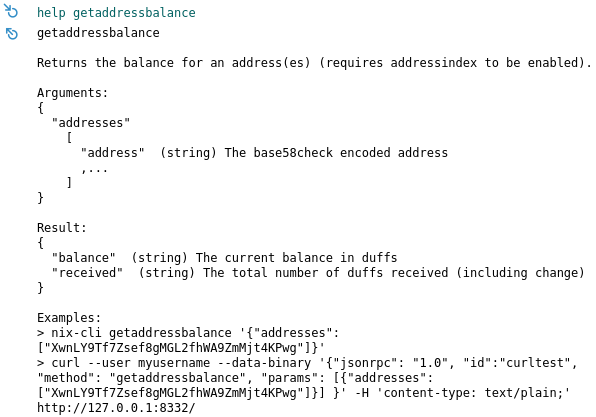 help getaddressbalance
getaddressbalance
Returns the balance for an address(es) (requires addressindex to be enabled).
Arguments:
{
  "addresses"
    [
      "address"  (string) The base58check encoded address
      ,...
    ]
}
Result:
{
  "balance"  (string) The current balance in duffs
  "received"  (string) The total number of duffs received (including change)
}
Examples:
> nix-cli getaddressbalance '{"addresses":
["XwnLY9Tf7Zsef8gMGL2fhWA9ZmMjt4KPwg"]}'
> curl --user myusername --data-binary '{"jsonrpc": "1.0", "id":"curltest",
"method": "getaddressbalance", "params": [{"addresses":
["XwnLY9Tf7Zsef8gMGL2fhWA9ZmMjt4KPwg"]}] }' -H 'content-type: text/plain;'
http://127.0.0.1:8332/